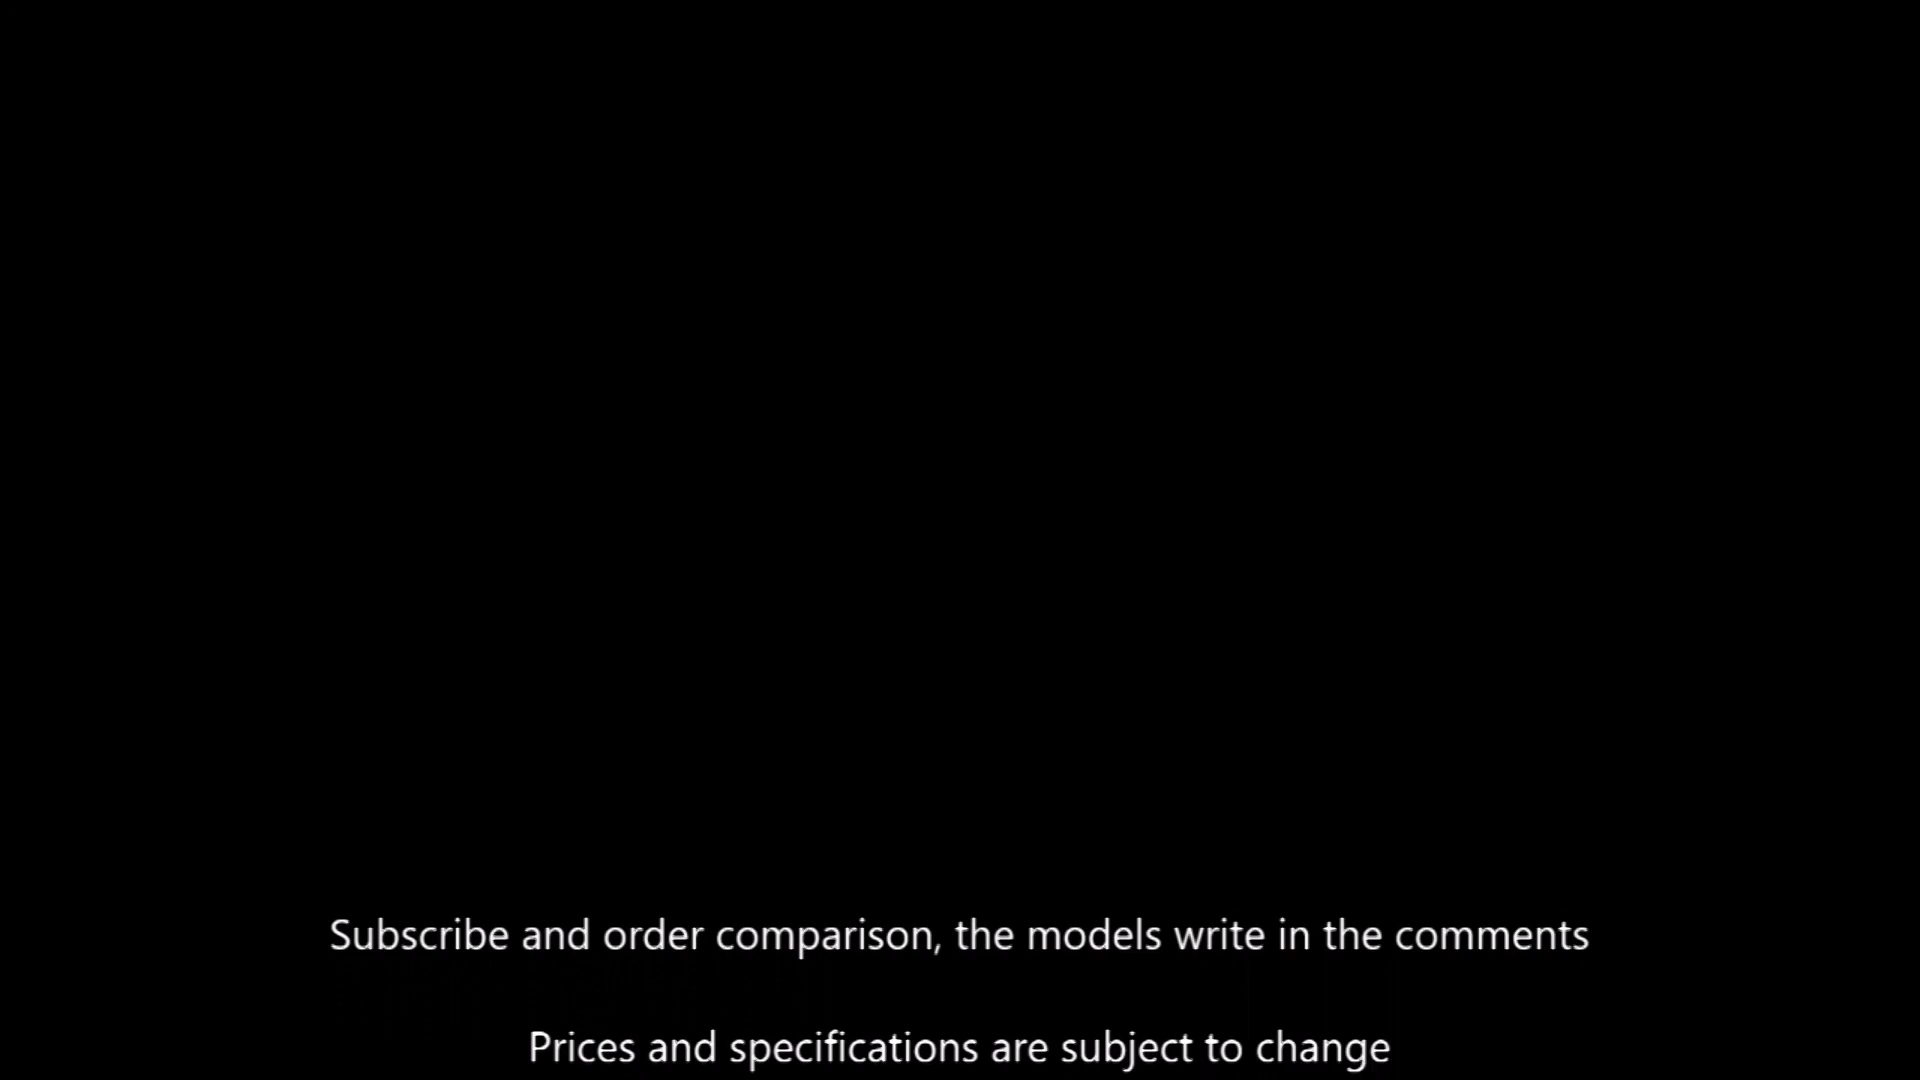 Subscribe and order comparison, the models write in the comments
Prices and specifications are subject to change